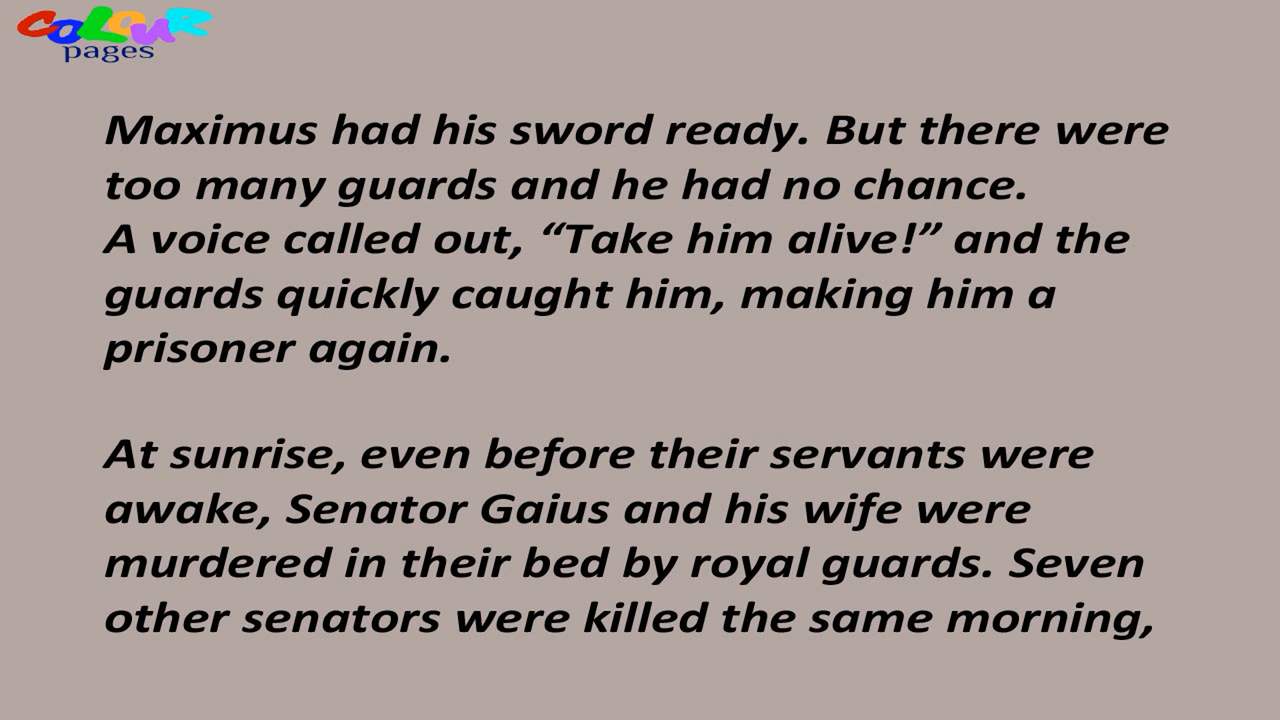 COLOUR
pages
Maximus had his sword ready. But there were
too many guards and he had no chance.
A voice called out, “Take him alive!” and the
guards quickly caught him, making him a
prisoner again.
At sunrise, even before their servants were
awake, Senator Gaius and his wife were
murdered in their bed by royal guards. Seven
other senators were killed the same morning,